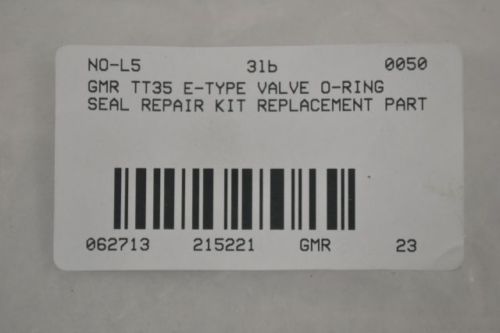 NO-L5 31b 0050
GMR TT35 E-TYPE VALVE O-RING
SEAL REPAIR KIT REPLACEMENT PART
062713 215221 GMR 23